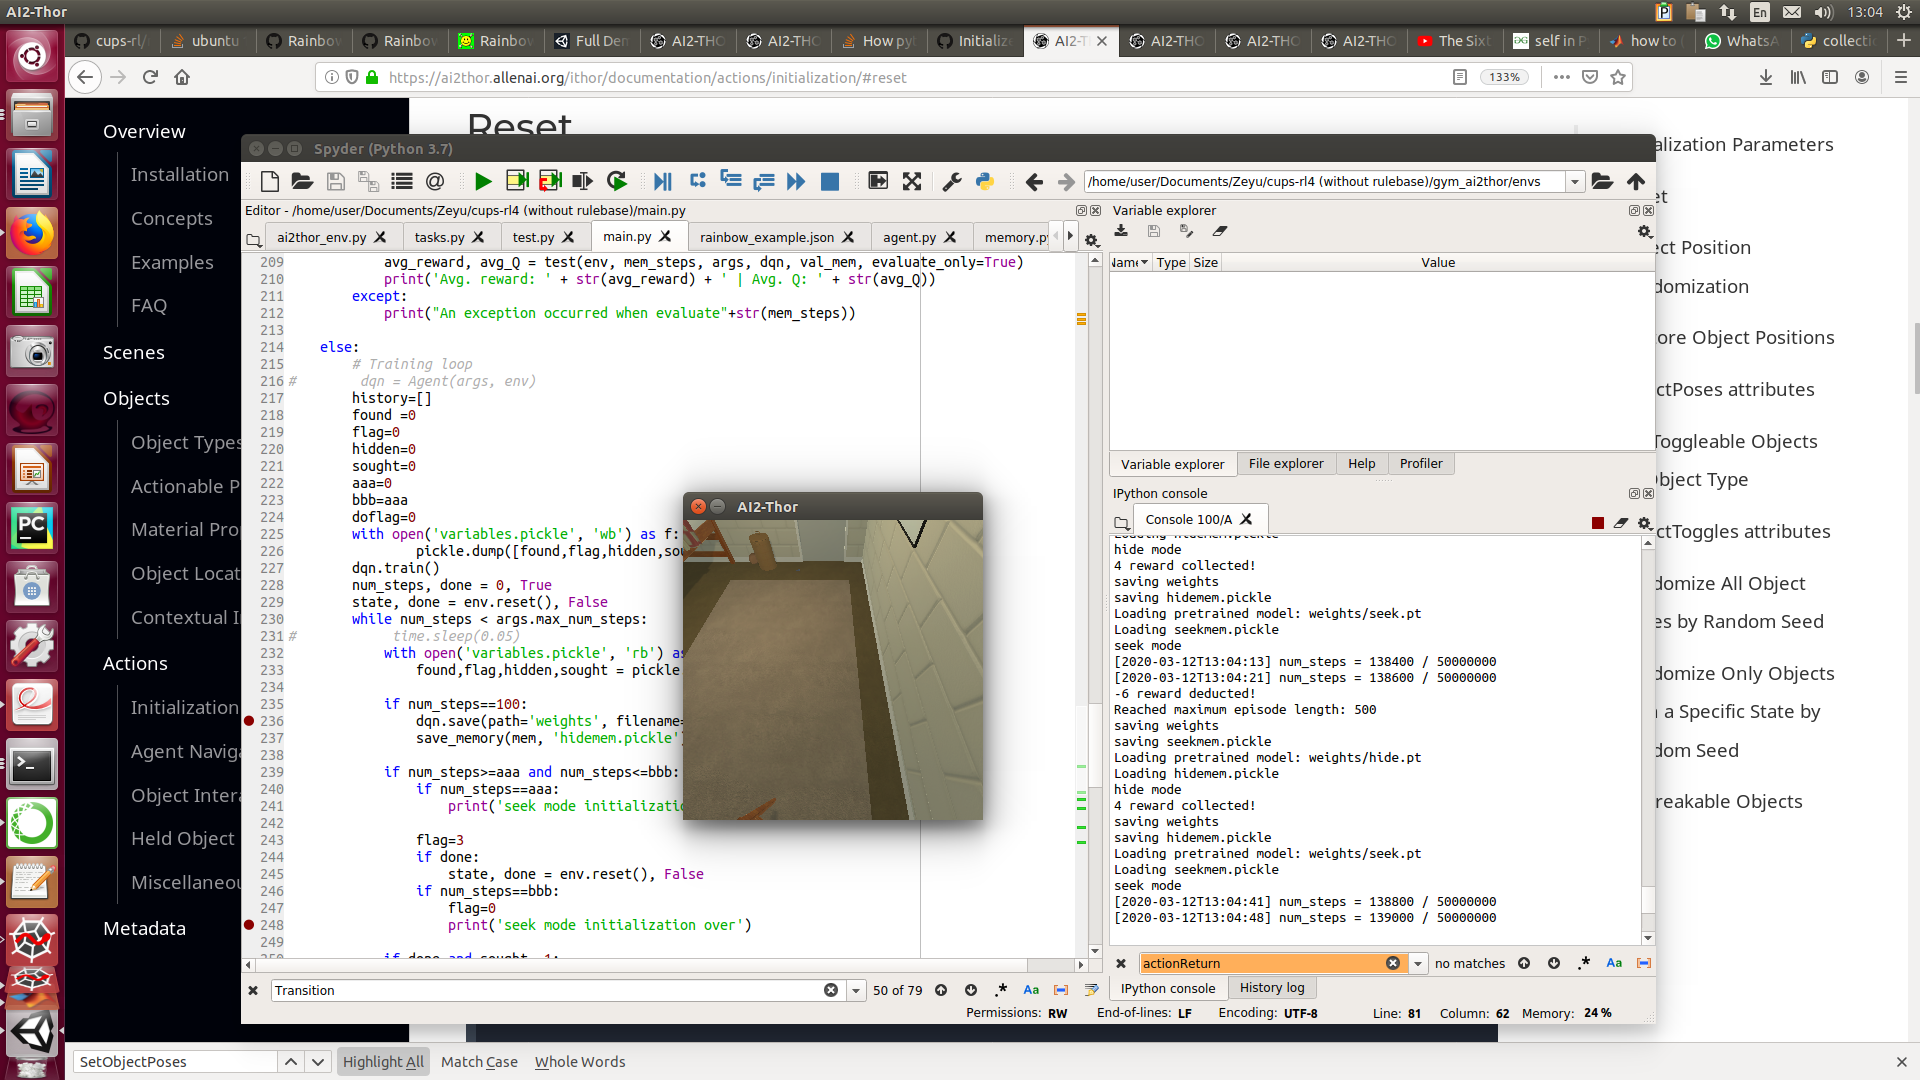 AI2-Thor
En
13:04
cups-rl/
ubuntu
Rainbov
Rainbov
Rainbov
Full Den
AI2-THO
AI2-THO
How pyt
Initialize
AI2-T
AI2-THO
AI2-THO
AI2-THO
The Sixt
self in P
how to (
WhatsA
collecti
https://ai2thor.allenai.org/ithor/documentation/actions/initialization/#reset
133%
Overview
Installation
Concepts
Examples
FAQ
Scenes
Objects
Object Types
Actionable P
Material Prop
Object Locat
Contextual I
Actions
Initialization
Agent Naviga
Object Intera
Held Object
Miscellaneou
Metadata
Reset
Spyder (Python 3.7)
/home/user/Documents/Zeyu/cups-rl4 (without rulebase)/gym_ai2thor/envs
Editor - /home/user/Documents/Zeyu/cups-rl4 (without rulebase)/main.py
ai2thor_env.py
tasks.py
test.py
main.py
rainbow_example.json
agent.py
memory.py
209 avg_reward, avg_Q = test(env, mem_steps, args, dqn, val_mem, evaluate_only=True)
210 print('Avg. reward: ' + str(avg_reward) + ' | Avg. Q: ' + str(avg_Q))
211 except:
212 print("An exception occurred when evaluate"+str(mem_steps))
213
214 else:
215 # Training loop
216 # dqn = Agent(args, env)
217 history=[]
218 found =0
219 flag=0
220 hidden=0
221 sought=0
222 aaa=0
223 bbb=aaa
224 doflag=0
225 with open('variables.pickle', 'wb') as f:
226 pickle.dump([found,flag,hidden,sou
227 dqn.train()
228 num_steps, done = 0, True
229 state, done = env.reset(), False
230 while num_steps < args.max_num_steps:
231 # time.sleep(0.05)
232 with open('variables.pickle', 'rb') as
233 found,flag,hidden,sought = pickle
234
235 if num_steps==100:
236 dqn.save(path='weights', filename=
237 save_memory(mem, 'hidemem.pickle')
238
239 if num_steps>=aaa and num_steps<=bbb:
240 if num_steps==aaa:
241 print('seek mode initializatio
242
243 flag=3
244 if done:
245 state, done = env.reset(), False
246 if num_steps==bbb:
247 flag=0
248 print('seek mode initialization over')
249
250 if done and sought==1:
AI2-Thor
Transition
50 of 79
Aa
Variable explorer
Name Type Size Value
Variable explorer
File explorer
Help
Profiler
IPython console
Console 100/A
Loading hidemem.pickle
hide mode
4 reward collected!
saving weights
saving hidemem.pickle
Loading pretrained model: weights/seek.pt
Loading seekmem.pickle
seek mode
[2020-03-12T13:04:13] num_steps = 138400 / 50000000
[2020-03-12T13:04:21] num_steps = 138600 / 50000000
-6 reward deducted!
Reached maximum episode length: 500
saving weights
saving seekmem.pickle
Loading pretrained model: weights/hide.pt
Loading hidemem.pickle
hide mode
4 reward collected!
saving weights
saving hidemem.pickle
Loading pretrained model: weights/seek.pt
Loading seekmem.pickle
seek mode
[2020-03-12T13:04:41] num_steps = 138800 / 50000000
[2020-03-12T13:04:48] num_steps = 139000 / 50000000
actionReturn
no matches
Aa
IPython console
History log
Permissions: RW End-of-lines: LF Encoding: UTF-8 Line: 81 Column: 62 Memory: 24 %
alization Parameters
et
ect Position
domization
ore Object Positions
ctPoses attributes
Toggleable Objects
bject Type
ctToggles attributes
domize All Object
es by Random Seed
domize Only Objects
a Specific State by
dom Seed
reakable Objects
SetObjectPoses
Highlight All
Match Case
Whole Words